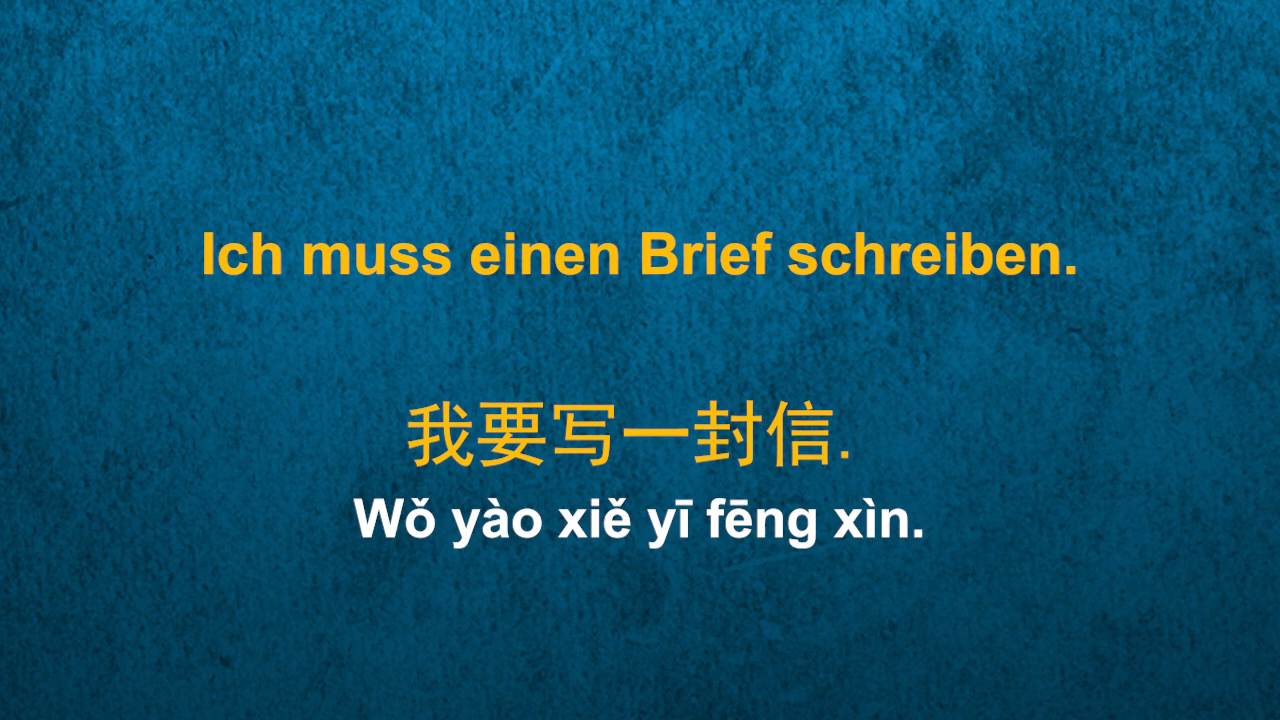 Ich muss einen Brief schreiben.
我要写一封信.
Wǒ yào xiě yī fēng xìn.